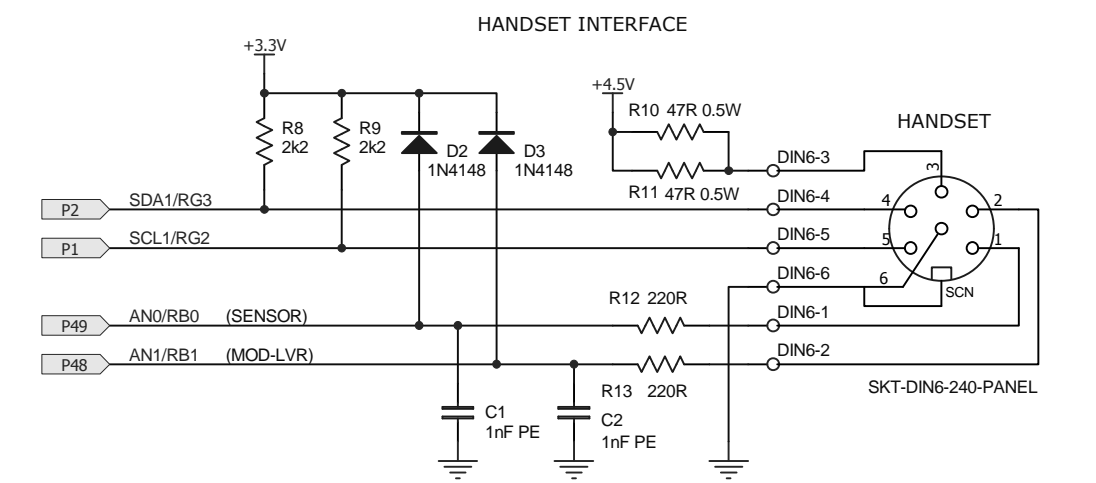 HANDSET INTERFACE
+3.3V
+4.5V
R10 47R 0.5W
R8
2k2
R9
2k2
D2
1N4148
D3
1N4148
R11 47R 0.5W
HANDSET
DIN6-3
3
P2
SDA1/RG3
DIN6-4
4
2
P1
SCL1/RG2
DIN6-5
5
1
DIN6-6
6
SCN
P49
AN0/RB0 (SENSOR)
R12 220R
DIN6-1
P48
AN1/RB1 (MOD-LVR)
R13 220R
DIN6-2
SKT-DIN6-240-PANEL
C1
1nF PE
C2
1nF PE